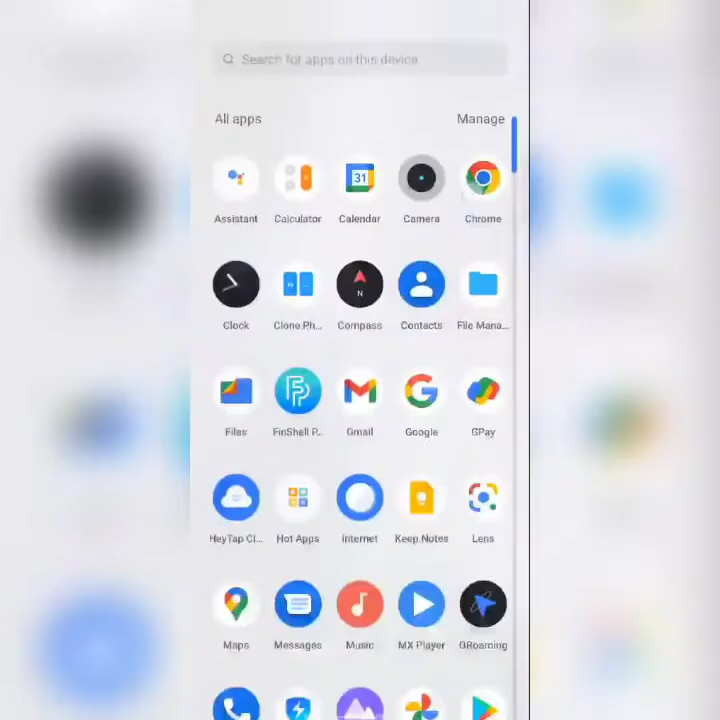 Search for apps on this device
All apps
Manage
31
Assistant
Calculator
Calendar
Camera
Chrome
N
Clock
Clone Ph...
Compass
Contacts
File Mana...
Files
FinShell P...
Gmail
Google
GPay
HeyTap Cl...
Hot Apps
Internet
Keep Notes
Lens
Maps
Messages
Music
MX Player
ORoaming